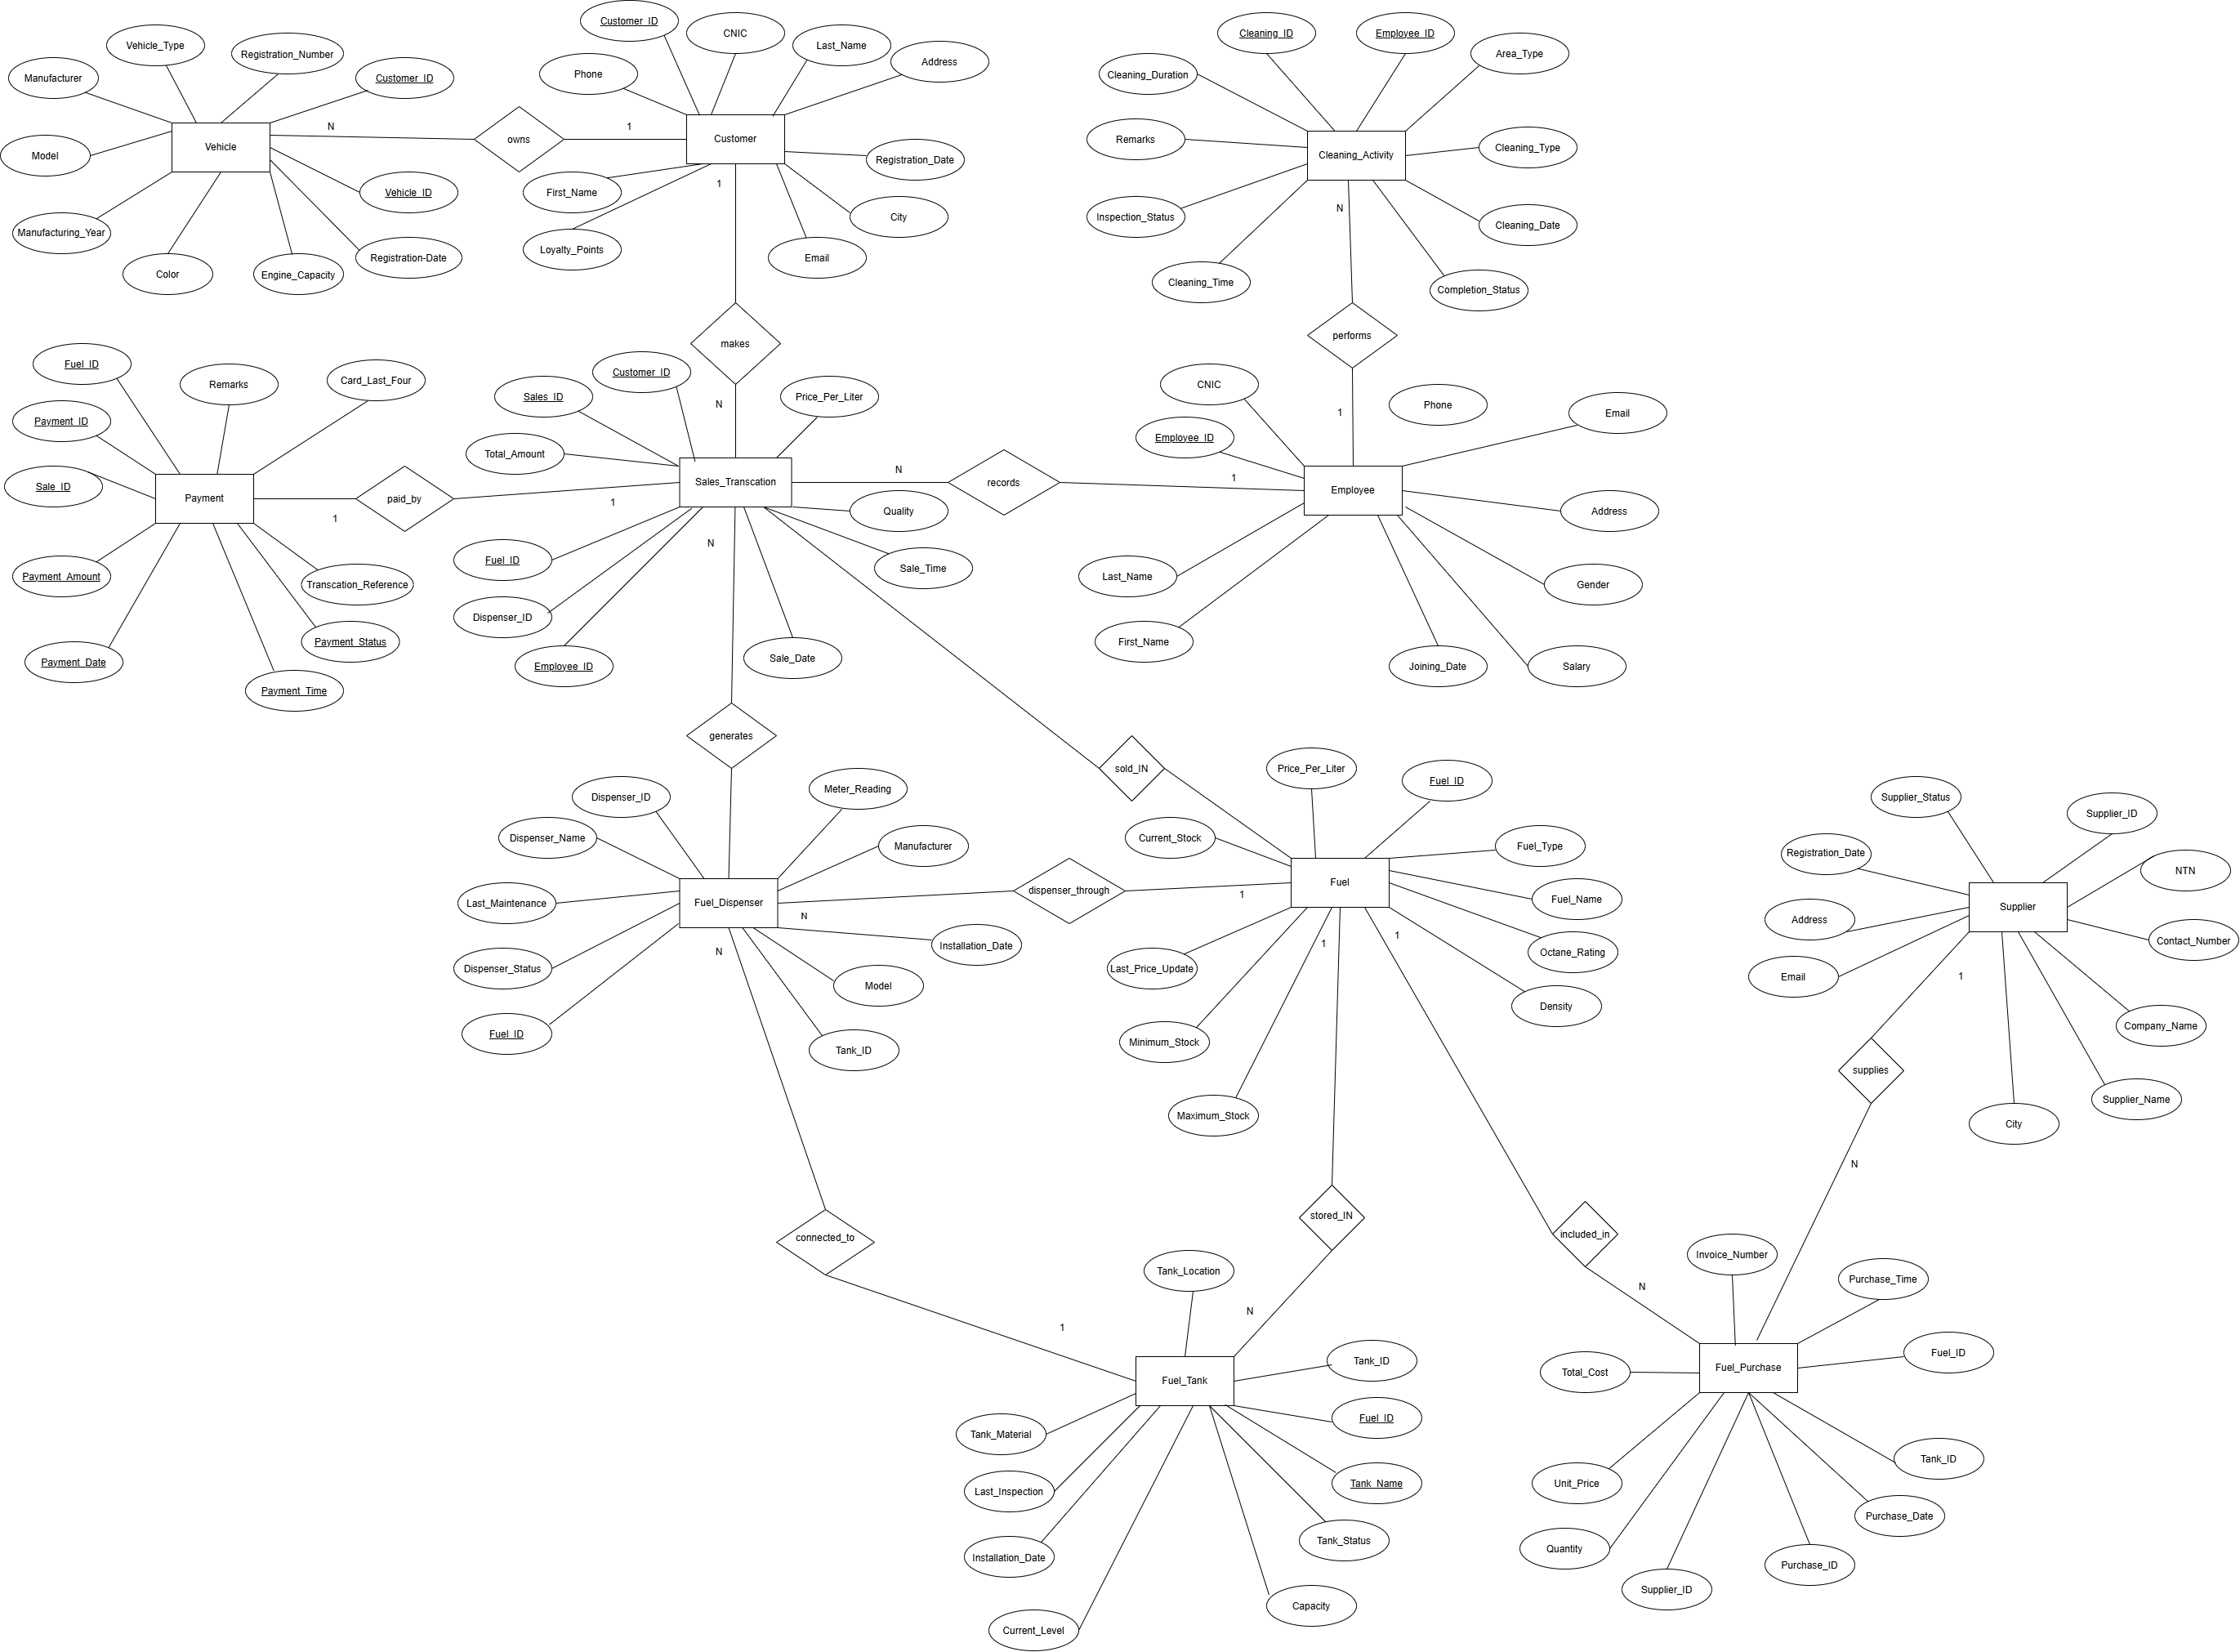 Vehicle_Type
Registration_Number
Manufacturer
Customer_ID
Model
Vehicle
Vehicle_ID
Manufacturing_Year
Color
Engine_Capacity
Registration-Date
N
owns
1
Customer_ID
CNIC
Last_Name
Address
Phone
Customer
Registration_Date
First_Name
1
City
Loyalty_Points
Email
makes
N
Cleaning_ID
Employee_ID
Area_Type
Cleaning_Duration
Remarks
Cleaning_Activity
Cleaning_Type
Inspection_Status
N
Cleaning_Date
Cleaning_Time
Completion_Status
performs
1
Fuel_ID
Remarks
Card_Last_Four
Payment_ID
Sale_ID
Payment
Payment_Amount
Transcation_Reference
Payment_Status
Payment_Date
Payment_Time
1
paid_by
1
Customer_ID
Sales_ID
Price_Per_Liter
Total_Amount
Sales_Transcation
Quality
Fuel_ID
N
Sale_Time
Dispenser_ID
Sale_Date
Employee_ID
N
records
1
CNIC
Phone
Email
Employee_ID
Employee
Address
Last_Name
Gender
First_Name
Joining_Date
Salary
generates
sold_IN
Dispenser_ID
Meter_Reading
Dispenser_Name
Manufacturer
Last_Maintenance
Fuel_Dispenser
N
Installation_Date
Dispenser_Status
N
Model
Fuel_ID
Tank_ID
dispenser_through
1
Price_Per_Liter
Fuel_ID
Current_Stock
Fuel_Type
Fuel
Fuel_Name
Octane_Rating
1
1
Last_Price_Update
Density
Minimum_Stock
Maximum_Stock
Supplier_Status
Supplier_ID
Registration_Date
NTN
Supplier
Address
Contact_Number
Email
1
Company_Name
Supplier_Name
City
supplies
N
connected_to
1
stored_IN
N
included_in
N
Tank_Location
Tank_ID
Fuel_Tank
Fuel_ID
Tank_Material
Tank_Name
Last_Inspection
Tank_Status
Installation_Date
Capacity
Current_Level
Invoice_Number
Purchase_Time
Fuel_ID
Total_Cost
Fuel_Purchase
Tank_ID
Unit_Price
Purchase_Date
Quantity
Purchase_ID
Supplier_ID